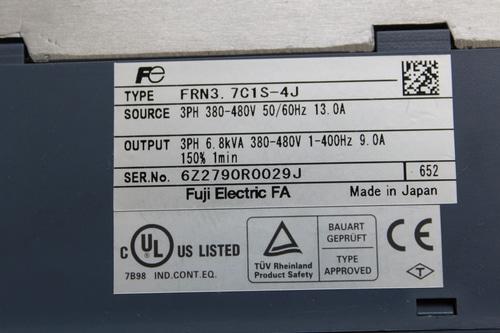 Fe
TYPE FRN3.7C1S-4J
SOURCE 3PH 380-480V 50/60Hz 13.0A
OUTPUT 3PH 6.8kVA 380-480V 1-400Hz 9.0A
150% 1min
SER.No. 6Z2790R0029J 652
Fuji Electric FA Made in Japan
C UL US LISTED
7B98 IND.CONT.EQ.
TÜV Rheinland
Product Safety
BAUART
GEPRÜFT
TYPE
APPROVED
CE
T